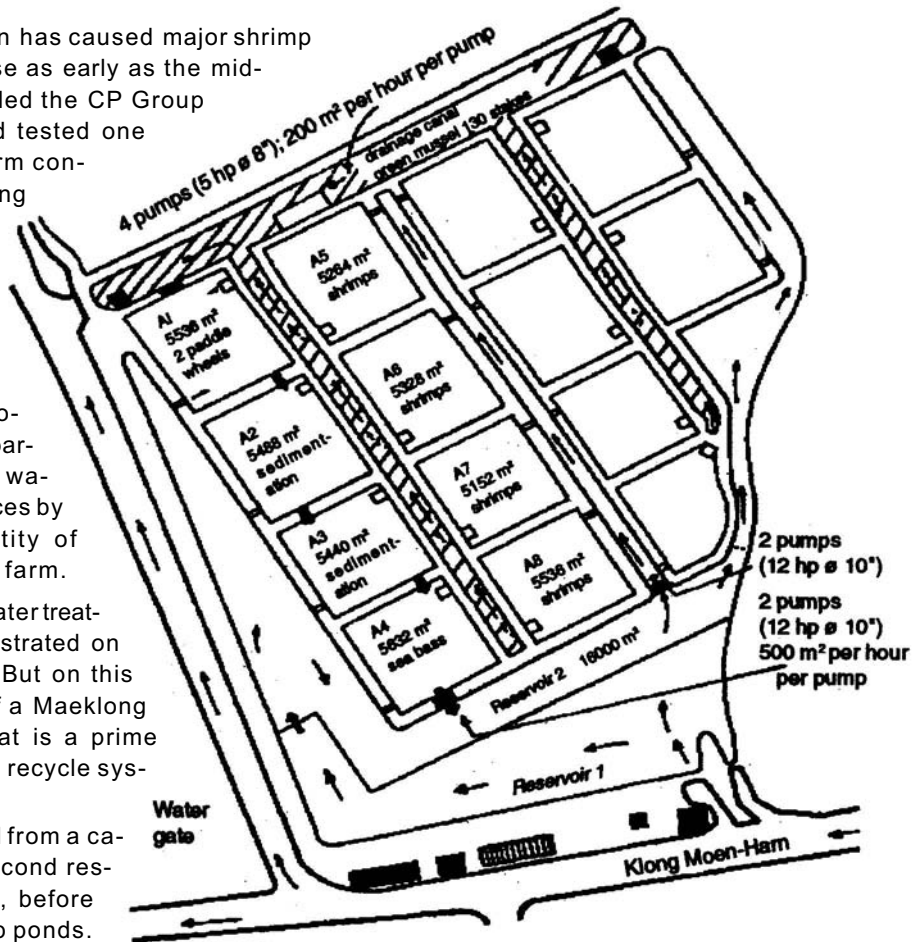 n has caused major shrimp
se as early as the mid-
led the CP Group
d tested one
rm con-
ng
o-
par-
wa-
ces by
tity of
farm.
ater treat-
strated on
But on this
f a Maeklong
at is a prime
recycle sys-
d from a ca-
cond res-
, before
p ponds.
4 pumps (5 hp ø 8"); 200 m² per hour per pump
drainage canal
green mussel 130 stakes
A1
5536 m²
2 paddle
wheels
A2
5488 m²
sediment-
ation
A3
5440 m²
sediment-
ation
A4
5632 m²
sea bass
A5
5264 m²
shrimps
A6
5328 m²
shrimps
A7
5152 m²
shrimps
A8
5536 m²
shrimps
2 pumps
(12 hp ø 10")
2 pumps
(12 hp ø 10")
500 m² per hour
per pump
Reservoir 2 16000 m²
Reservoir 1
Water
gate
Klong Moen-Harn